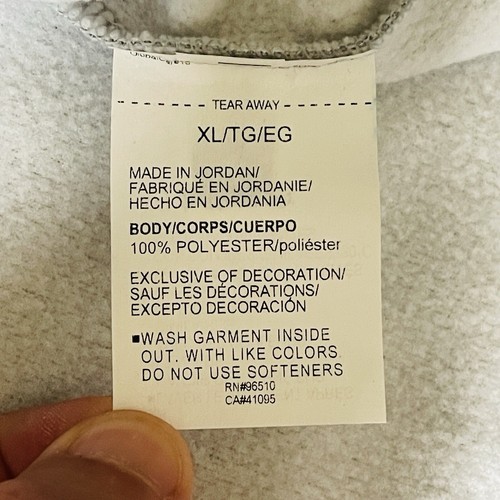 TEAR AWAY
XL/TG/EG
MADE IN JORDAN/
FABRIQUÉ EN JORDANIE/
HECHO EN JORDANIA
BODY/CORPS/CUERPO
100% POLYESTER/poliéster
EXCLUSIVE OF DECORATION/
SAUF LES DÉCORATIONS/
EXCEPTO DECORACIÓN
▪WASH GARMENT INSIDE
OUT. WITH LIKE COLORS
DO NOT USE SOFTENERS
RN#96510
CA#41095